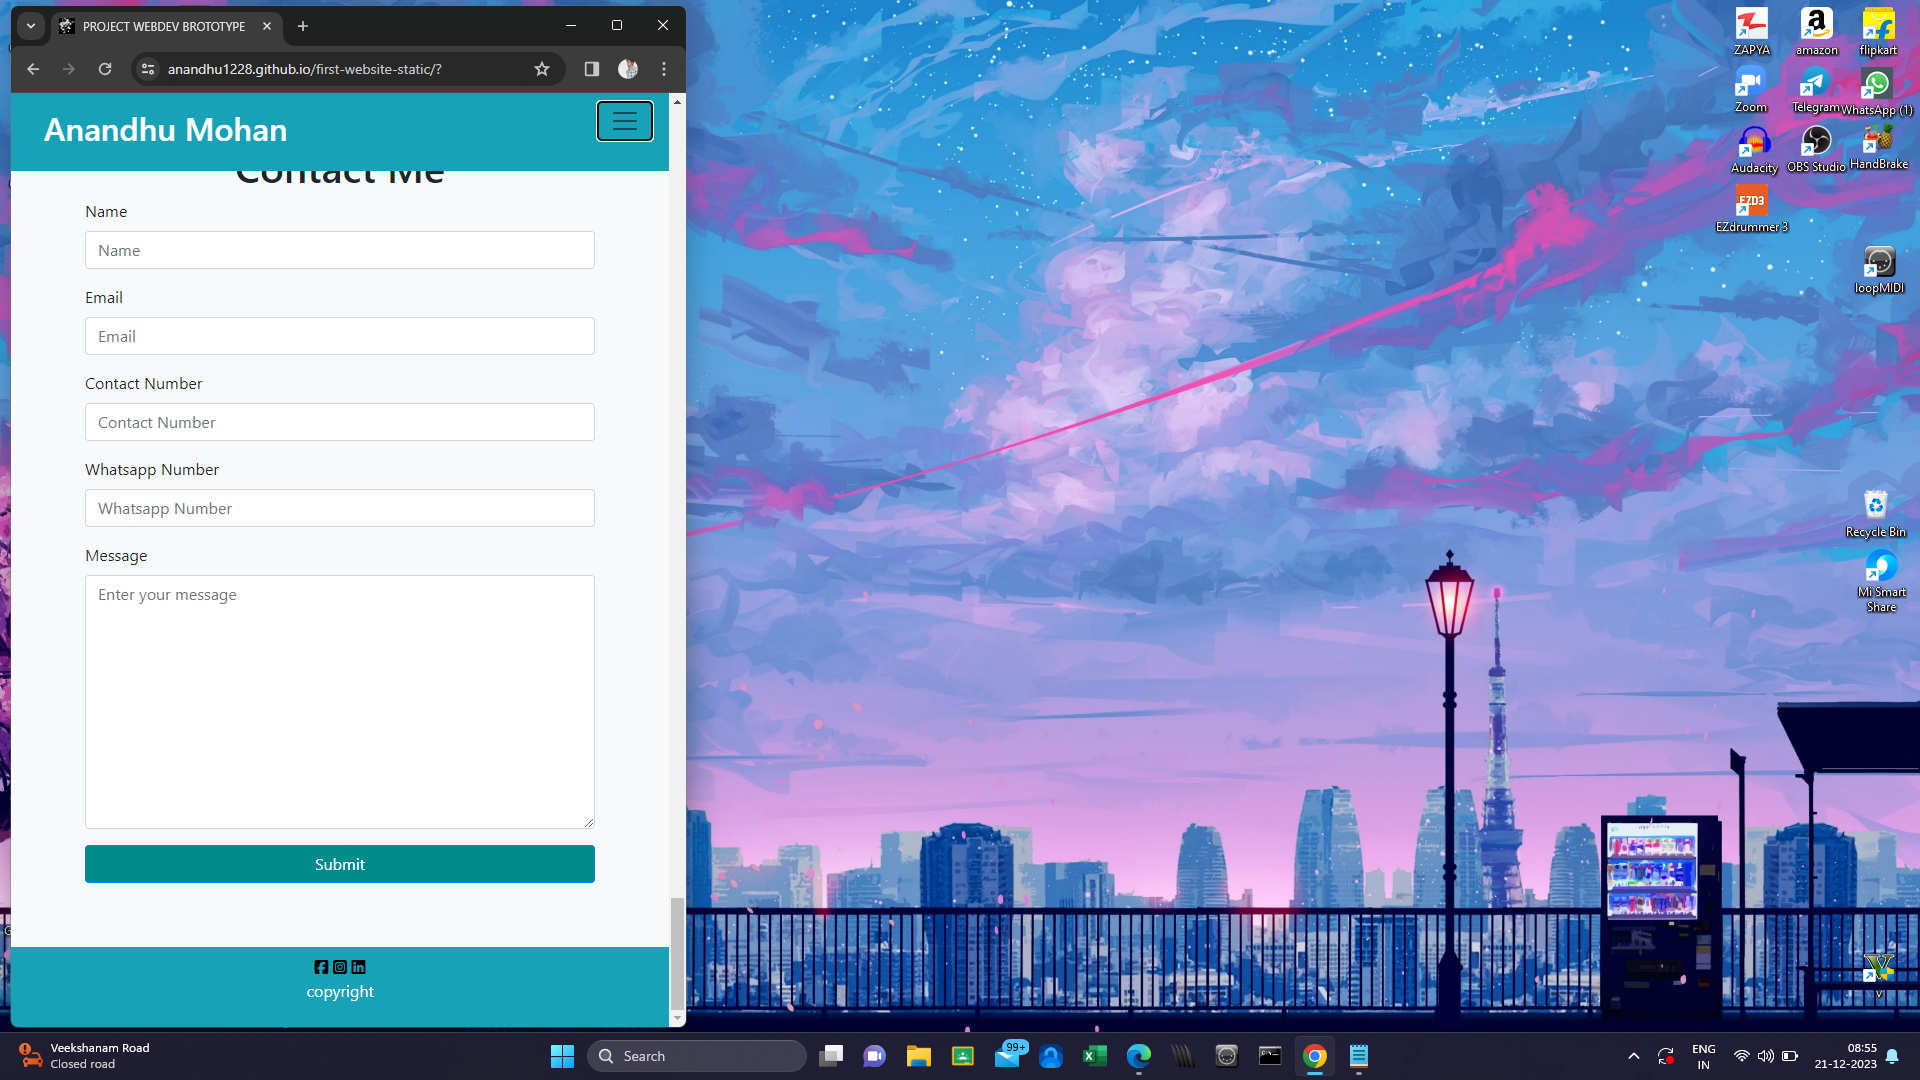 PROJECT WEBDEV BROTOTYPE
anandhu1228.github.io/first-website-static/?
Anandhu Mohan
Contact Me
Name
Name
Email
Email
Contact Number
Contact Number
Whatsapp Number
Whatsapp Number
Message
Enter your message
Submit
copyright
ZAPYA
amazon
flipkart
Zoom
Telegram
WhatsApp (1)
Audacity
OBS Studio
HandBrake
EZD3
EZdrummer 3
loopMIDI
Recycle Bin
Mi Smart
Share
V
Veekshanam Road
Closed road
Search
99+
ENG
IN
08:55
21-12-2023